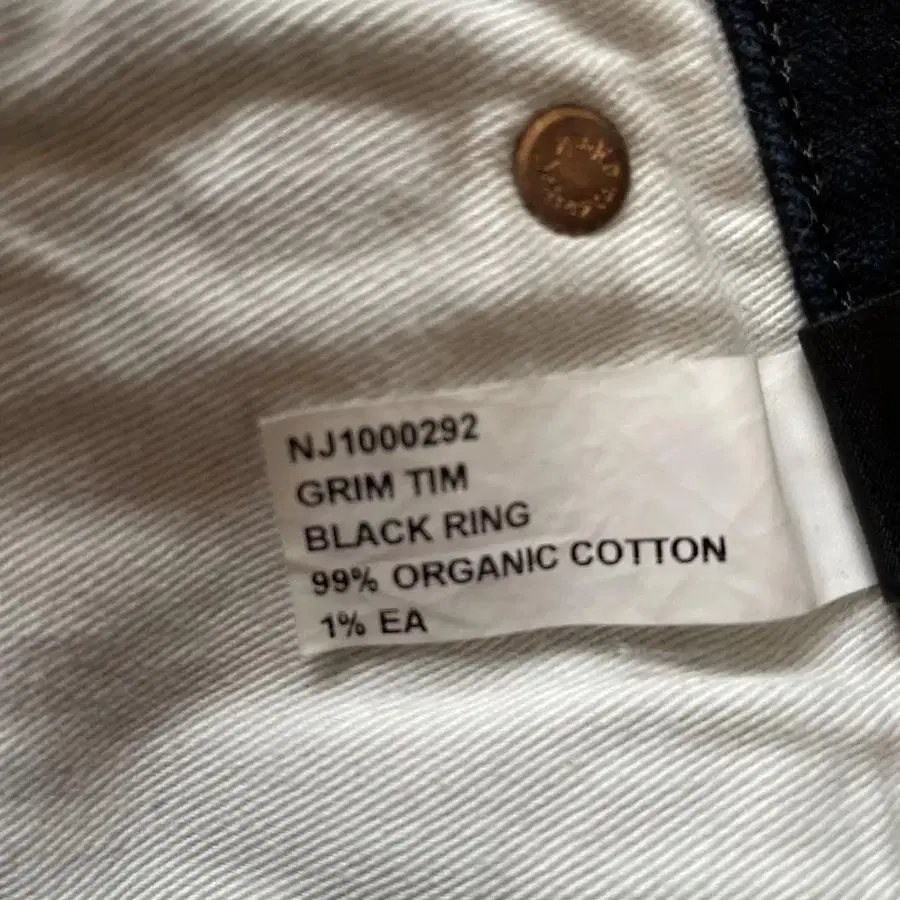 NJ1000292
GRIM TIM
BLACK RING
99% ORGANIC COTTON
1% EA